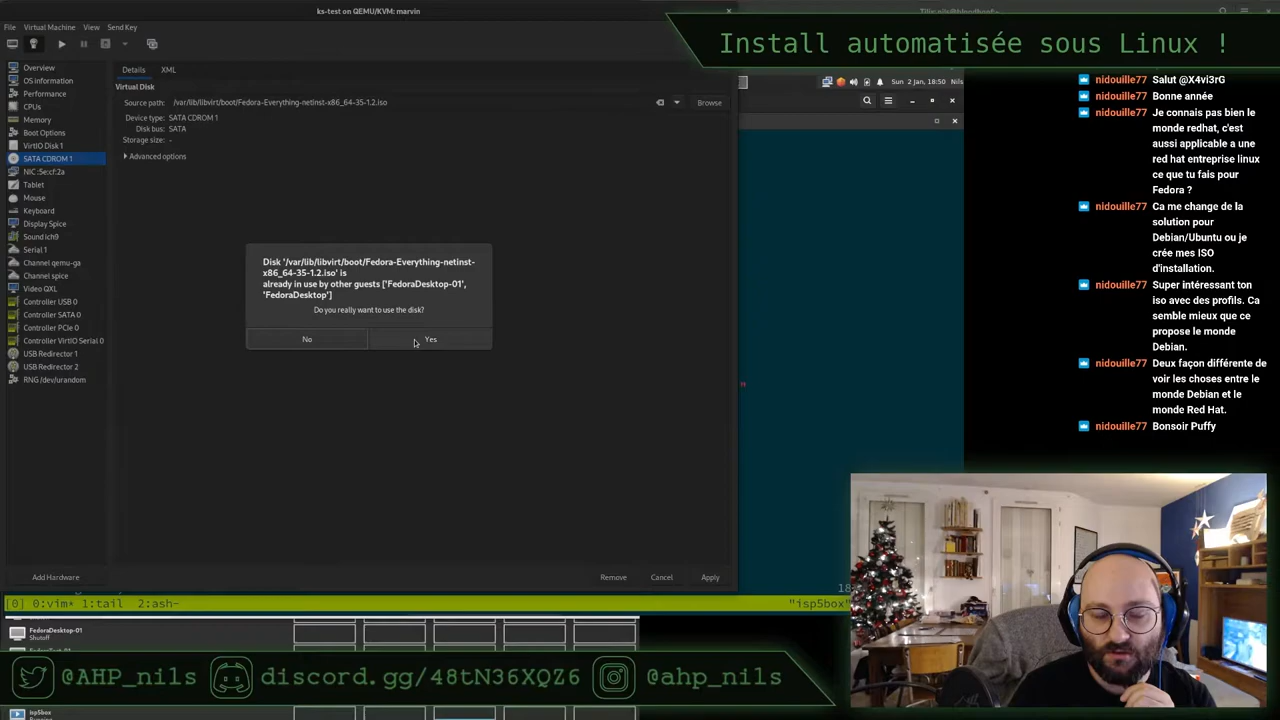 ks-test on QEMU/KVM: marvin
File Virtual Machine View Send Key
Install automatisée sous Linux !
Details XML
Overview
OS information
Performance
CPUs
Memory
Boot Options
VirtIO Disk 1
SATA CDROM 1
NIC :5e:cf:2a
Tablet
Mouse
Keyboard
Display Spice
Sound ich9
Serial 1
Channel qemu-ga
Channel spice
Video QXL
Controller USB 0
Controller SATA 0
Controller PCIe 0
Controller VirtIO Serial 0
USB Redirector 1
USB Redirector 2
RNG /dev/urandom
Add Hardware
Virtual Disk
Source path: /var/lib/libvirt/boot/Fedora-Everything-netinst-x86_64-35-1.2.iso
Browse
Device type: SATA CDROM 1
Disk bus: SATA
Storage size: -
Advanced options
Disk '/var/lib/libvirt/boot/Fedora-Everything-netinst-
x86_64-35-1.2.iso' is
already in use by other guests ['FedoraDesktop-01',
'FedoraDesktop']
Do you really want to use the disk?
No Yes
Remove Cancel Apply
Sun 2 Jan, 18:50 Nils
nidouille77 Salut @X4vi3rG
nidouille77 Bonne année
nidouille77 Je connais pas bien le
monde redhat, c'est
aussi applicable a une
red hat entreprise linux
ce que tu fais pour
Fedora ?
nidouille77 Ca me change de la
solution pour
Debian/Ubuntu ou je
crée mes ISO
d'installation.
nidouille77 Super intéressant ton
iso avec des profils. Ca
semble mieux que ce
propose le monde
Debian.
nidouille77 Deux façon différente de
voir les choses entre le
monde Debian et le
monde Red Hat.
nidouille77 Bonsoir Puffy
[0] 0:vim* 1:tail 2:ash-
"isp5box"
FedoraDesktop-01
Shutoff
@AHP_nils discord.gg/48tN36XQZ6 @ahp_nils
isp5box